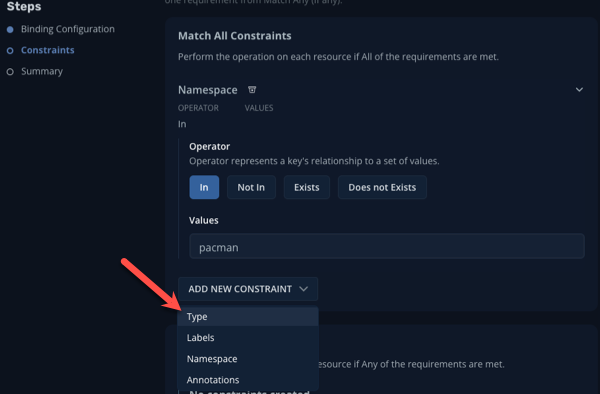 Steps
one requirement from Match Any (if any).
Binding Configuration
Constraints
Summary
Match All Constraints
Perform the operation on each resource if All of the requirements are met.
Namespace
OPERATOR VALUES
In
Operator
Operator represents a key's relationship to a set of values.
In Not In Exists Does not Exists
Values
pacman
ADD NEW CONSTRAINT
Type
Labels
Namespace
esource if Any of the requirements are met.
Annotations
No constraints created